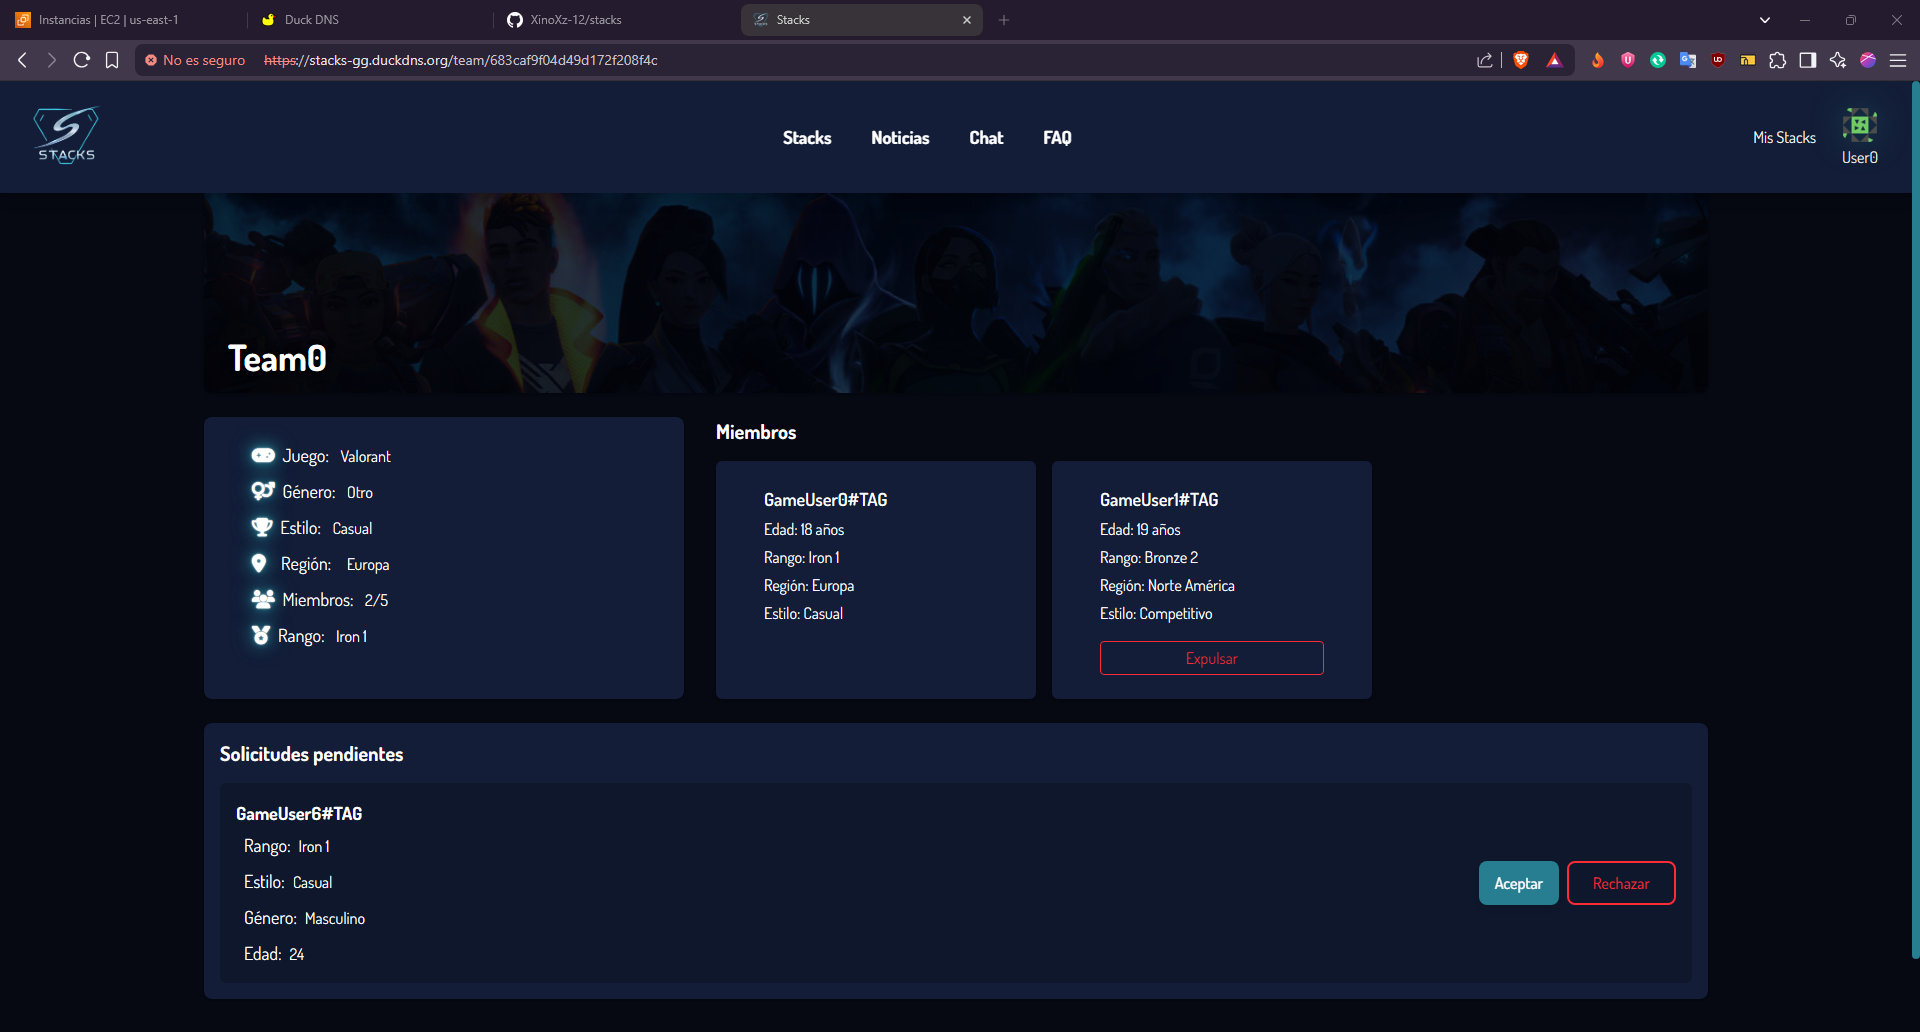 Instancias | EC2 | us-east-1
Duck DNS
XinoXz-12/stacks
Stacks
No es seguro
https://stacks-gg.duckdns.org/team/683caf9f04d49d172f208f4c
STACKS
Stacks
Noticias
Chat
FAQ
Mis Stacks
User0
Team0
Juego: Valorant
Género: Otro
Estilo: Casual
Región: Europa
Miembros: 2/5
Rango: Iron 1
Miembros
GameUser0#TAG
Edad: 18 años
Rango: Iron 1
Región: Europa
Estilo: Casual
GameUser1#TAG
Edad: 19 años
Rango: Bronze 2
Región: Norte América
Estilo: Competitivo
Expulsar
Solicitudes pendientes
GameUser6#TAG
Rango: Iron 1
Estilo: Casual
Género: Masculino
Edad: 24
Aceptar
Rechazar